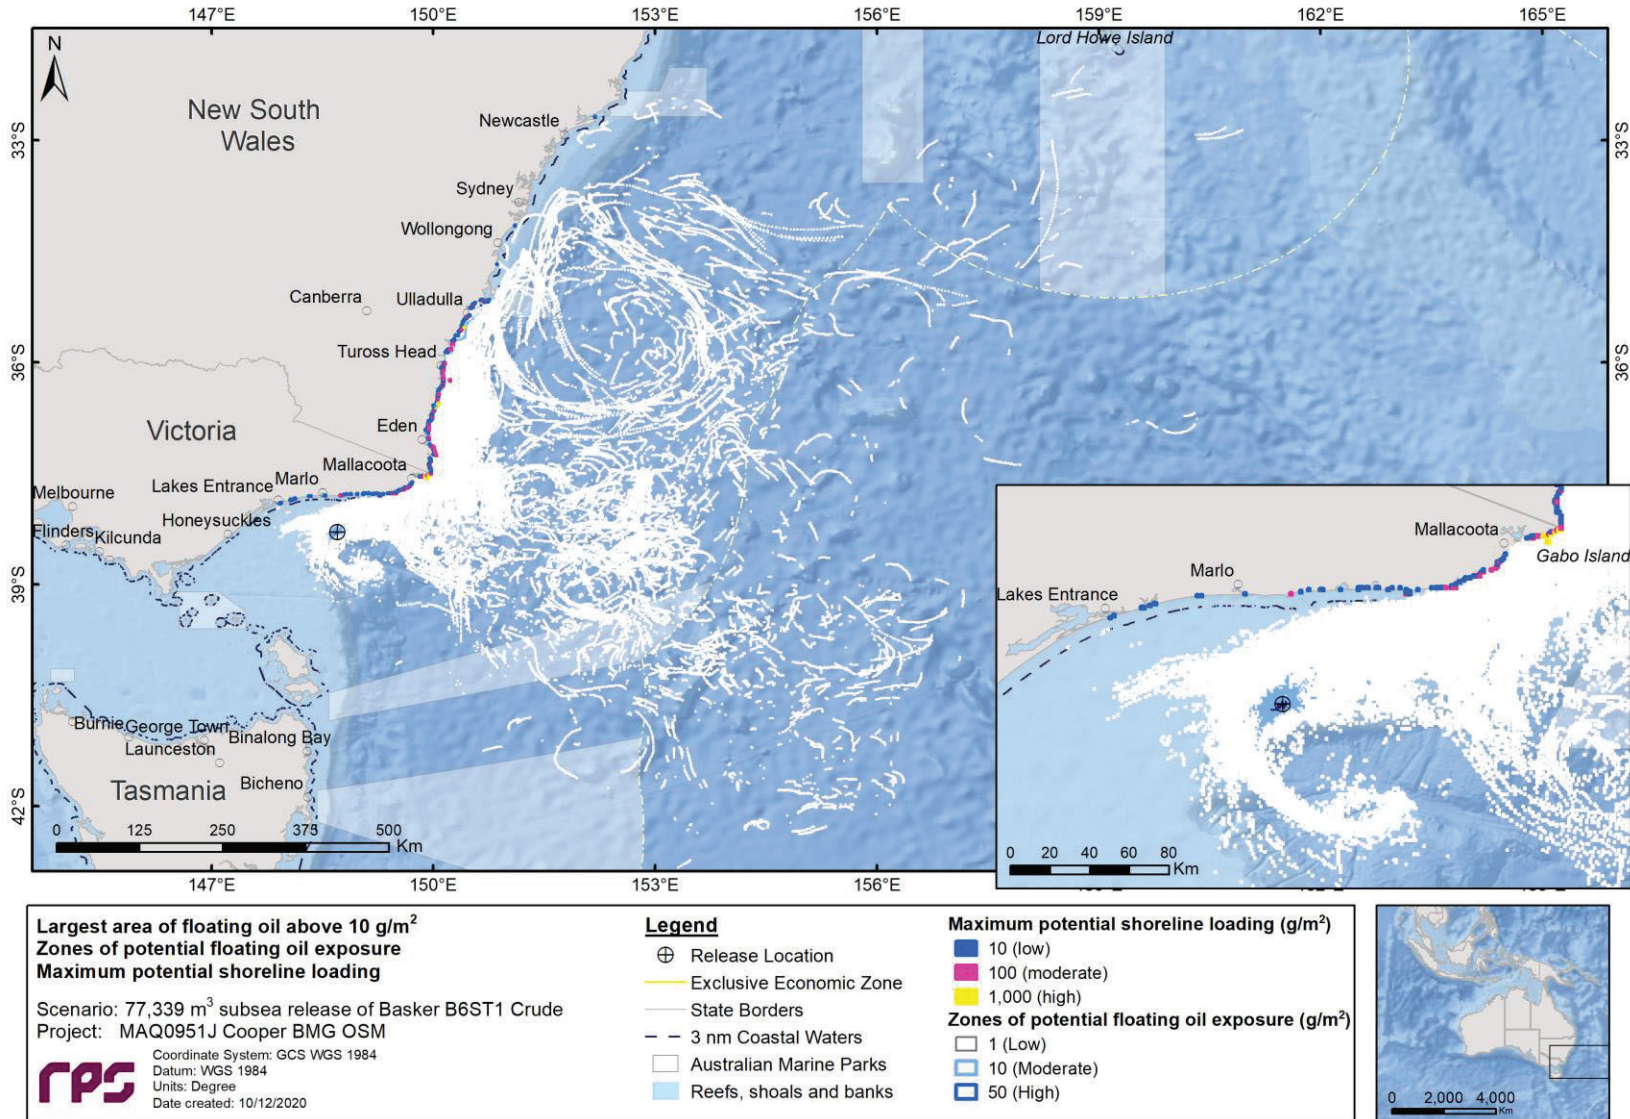 147°E 150°E 153°E 156°E 159°E 162°E 165°E
N
Lord Howe Island
New South
Wales
Newcastle
33°S 33°S
Sydney
Wollongong
Canberra
Ulladulla
Tuross Head
36°S 36°S
Victoria
Eden
Mallacoota
Marlo
Lakes Entrance
Melbourne
Honeysuckles
Flinders
Kilcunda
39°S
Burnie
George Town
Launceston
Binalong Bay
Bicheno
Tasmania
42°S
0 125 250 375 500
Km
147°E 150°E 153°E 156°E
Mallacoota
Gabo Island
Marlo
Lakes Entrance
0 20 40 60 80
Km
Largest area of floating oil above 10 g/m²
Zones of potential floating oil exposure
Maximum potential shoreline loading
Scenario: 77,339 m³ subsea release of Basker B6ST1 Crude
Project: MAQ0951J Cooper BMG OSM
rps
Coordinate System: GCS WGS 1984
Datum: WGS 1984
Units: Degree
Date created: 10/12/2020
Legend
Release Location
Exclusive Economic Zone
State Borders
3 nm Coastal Waters
Australian Marine Parks
Reefs, shoals and banks
Maximum potential shoreline loading (g/m²)
10 (low)
100 (moderate)
1,000 (high)
Zones of potential floating oil exposure (g/m²)
1 (Low)
10 (Moderate)
50 (High)
0 2,000 4,000
Km